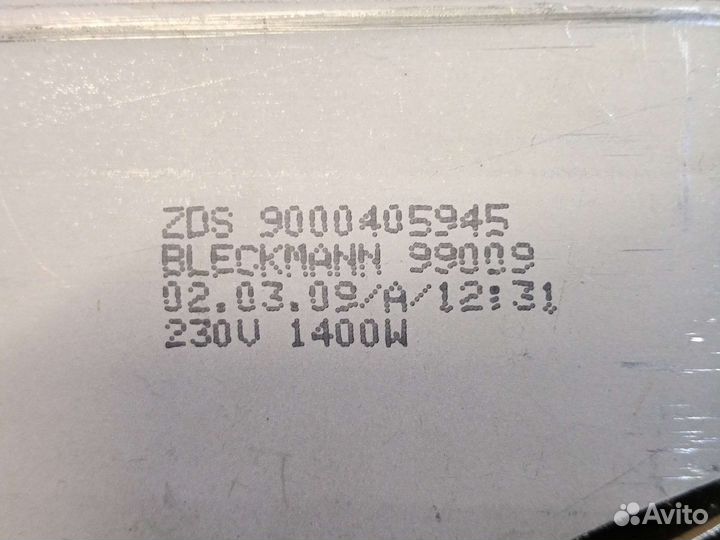 ZDS 9000405945
BLECKMANN 99009
02.03.09/A/12:31
230V 1400W
Avito